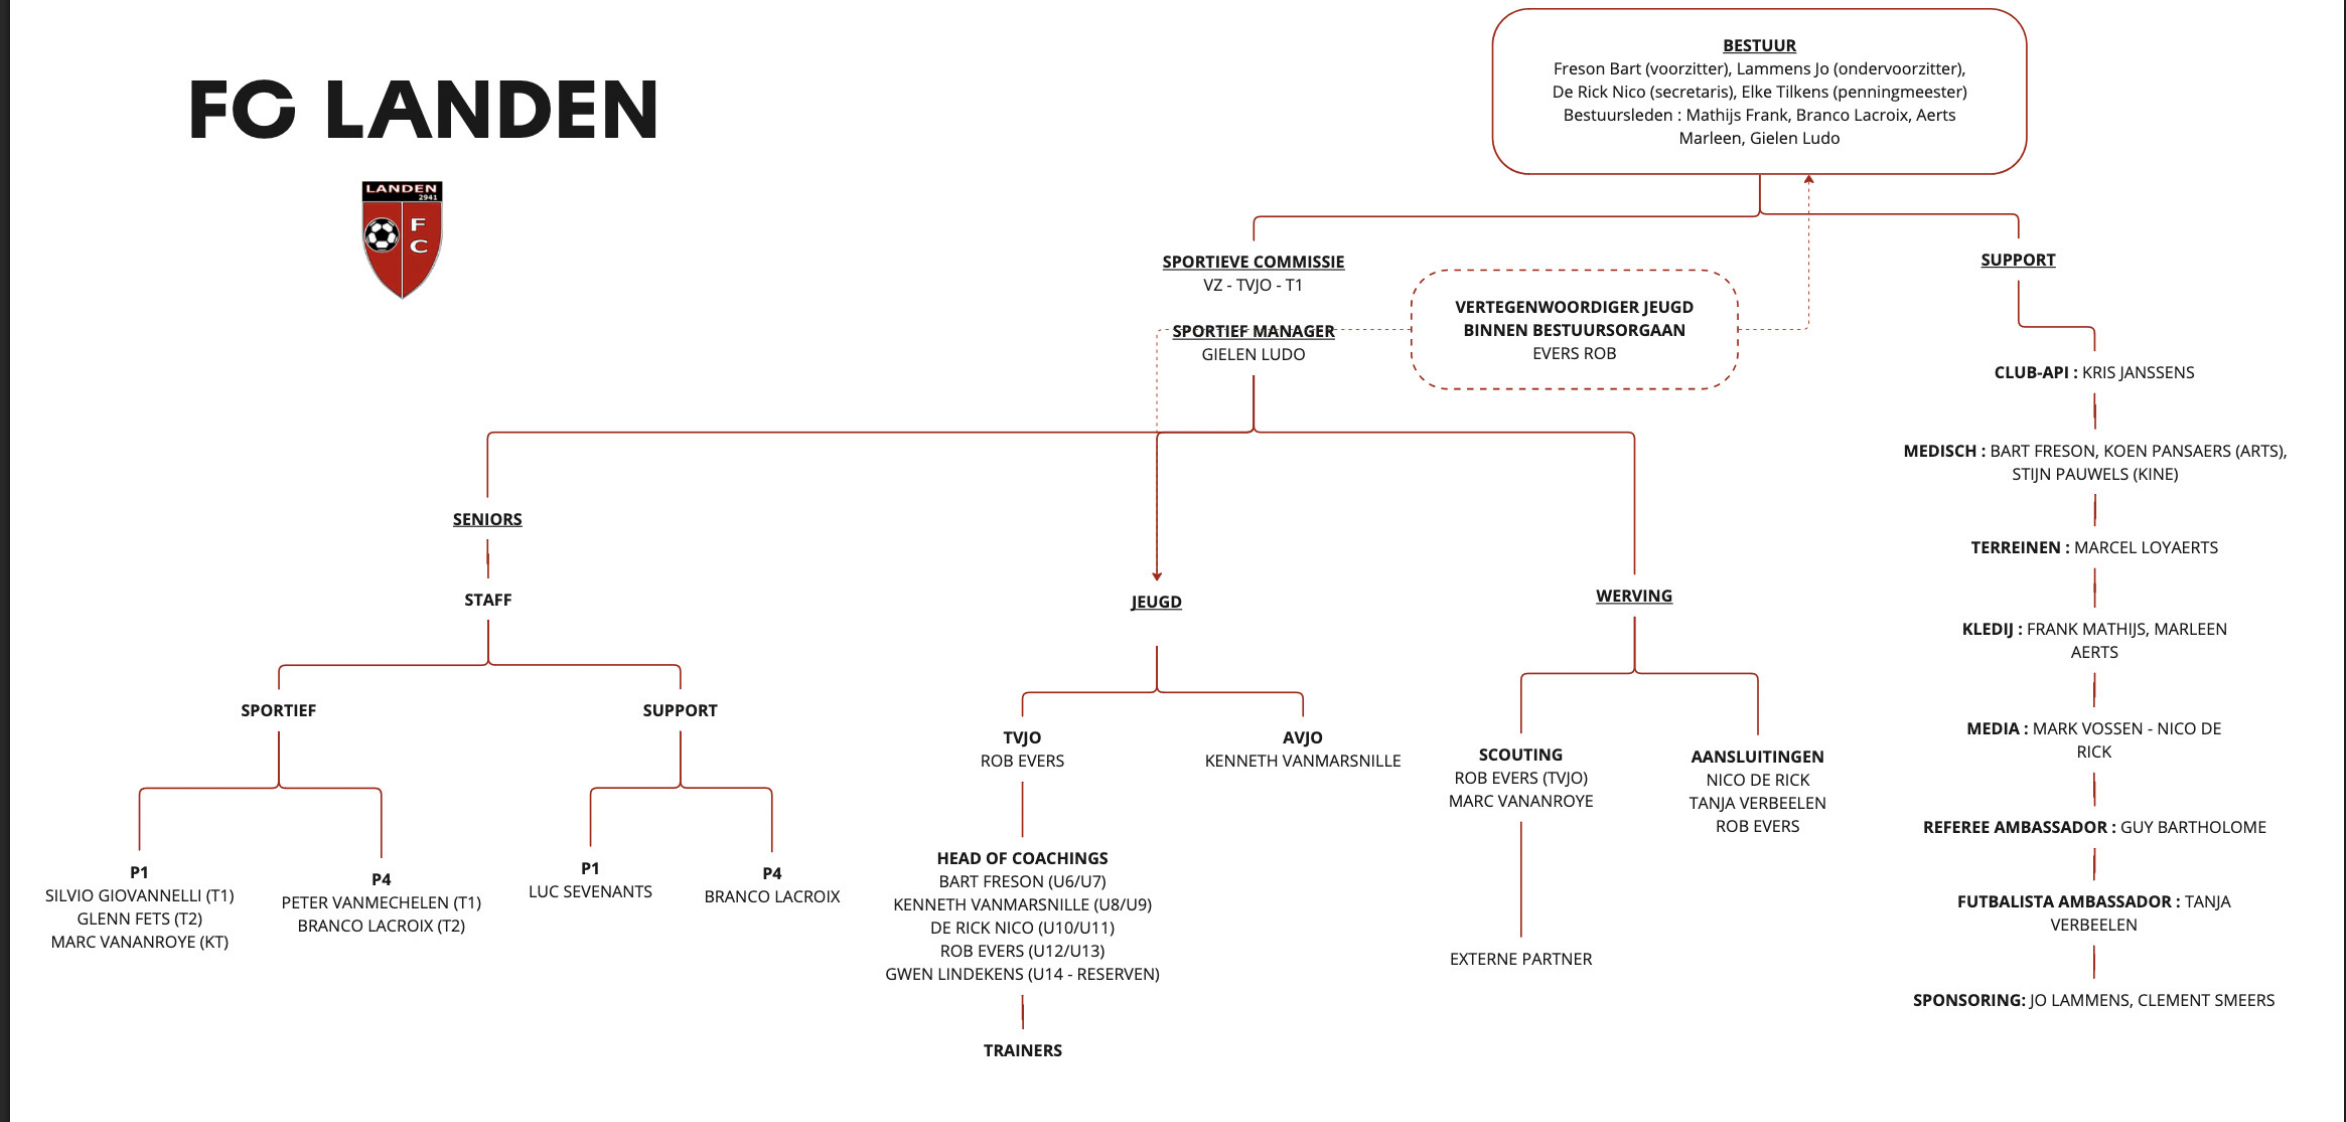 FC LANDEN
LANDEN
2941
F
C
BESTUUR
Freson Bart (voorzitter), Lammens Jo (ondervoorzitter),
De Rick Nico (secretaris), Elke Tilkens (penningmeester)
Bestuursleden : Mathijs Frank, Branco Lacroix, Aerts
Marleen, Gielen Ludo
SPORTIEVE COMMISSIE
VZ - TVJO - T1
SPORTIEF MANAGER
GIELEN LUDO
VERTEGENWOORDIGER JEUGD
BINNEN BESTUURSORGAAN
EVERS ROB
SENIORS
STAFF
SPORTIEF
P1
SILVIO GIOVANNELLI (T1)
GLENN FETS (T2)
MARC VANANROYE (KT)
P4
PETER VANMECHELEN (T1)
BRANCO LACROIX (T2)
SUPPORT
P1
LUC SEVENANTS
P4
BRANCO LACROIX
JEUGD
TVJO
ROB EVERS
HEAD OF COACHINGS
BART FRESON (U6/U7)
KENNETH VANMARSNILLE (U8/U9)
DE RICK NICO (U10/U11)
ROB EVERS (U12/U13)
GWEN LINDEKENS (U14 - RESERVEN)
TRAINERS
AVJO
KENNETH VANMARSNILLE
WERVING
SCOUTING
ROB EVERS (TVJO)
MARC VANANROYE
EXTERNE PARTNER
AANSLUITINGEN
NICO DE RICK
TANJA VERBEELEN
ROB EVERS
SUPPORT
CLUB-API : KRIS JANSSENS
MEDISCH : BART FRESON, KOEN PANSAERS (ARTS),
STIJN PAUWELS (KINE)
TERREINEN : MARCEL LOYAERTS
KLEDIJ : FRANK MATHIJS, MARLEEN
AERTS
MEDIA : MARK VOSSEN - NICO DE
RICK
REFEREE AMBASSADOR : GUY BARTHOLOME
FUTBALISTA AMBASSADOR : TANJA
VERBEELEN
SPONSORING: JO LAMMENS, CLEMENT SMEERS